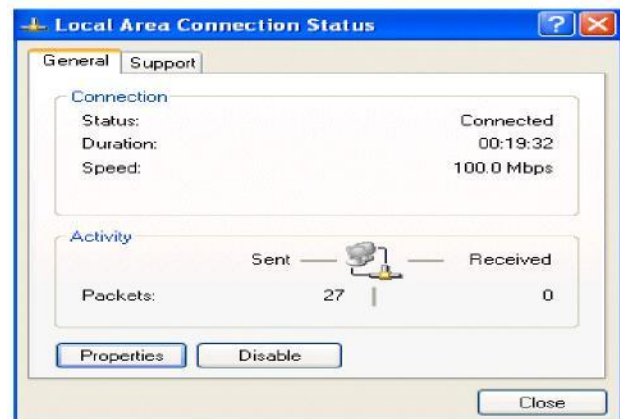 Local Area Connection Status
General Support
Connection
Status: Connected
Duration: 00:19:32
Speed: 100.0 Mbps
Activity
Sent Received
Packets: 27 0
Properties Disable
Close